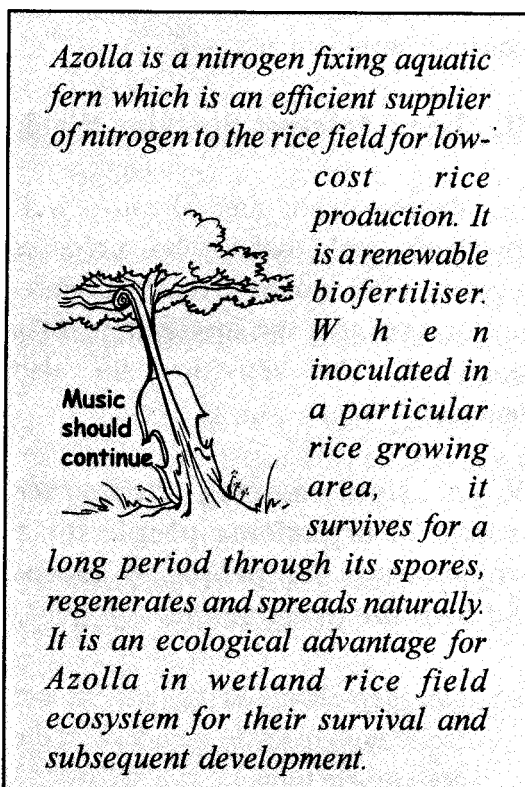 Azolla is a nitrogen fixing aquatic
fern which is an efficient supplier
of nitrogen to the rice field for low-
cost rice
production. It
is a renewable
biofertiliser.
When
inoculated in
a particular
rice growing
area, it
survives for a
long period through its spores,
regenerates and spreads naturally.
It is an ecological advantage for
Azolla in wetland rice field
ecosystem for their survival and
subsequent development.
Music
should
continue